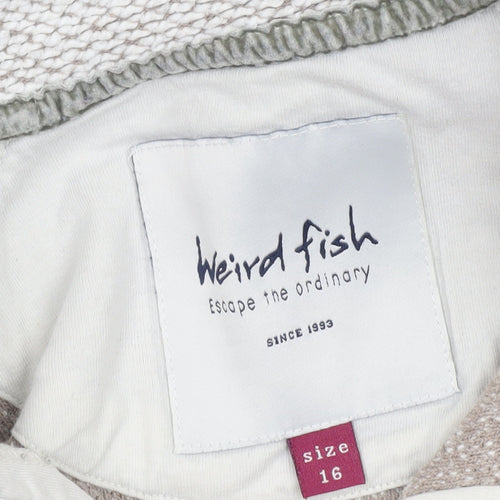 Weird fish
Escape the ordinary
SINCE 1993
size
16